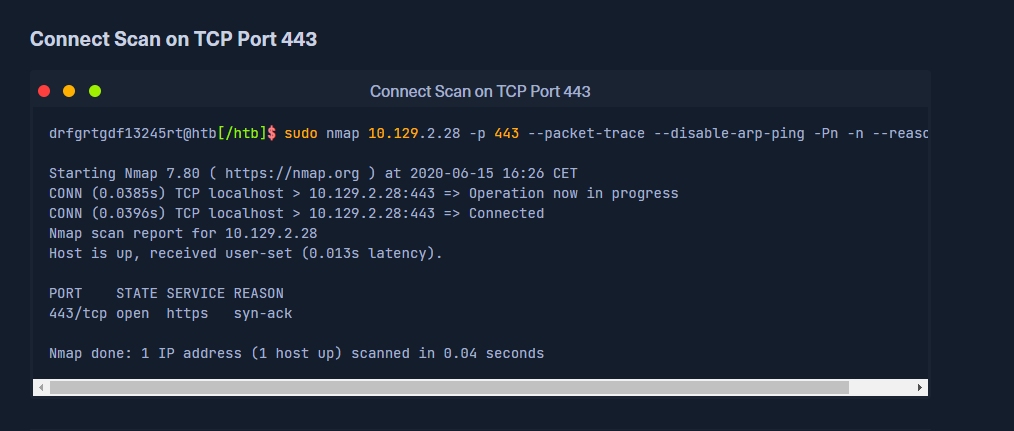 Connect Scan on TCP Port 443
Connect Scan on TCP Port 443
drfgrtgdf13245rt@htb[/htb]$ sudo nmap 10.129.2.28 -p 443 --packet-trace --disable-arp-ping -Pn -n --reaso
Starting Nmap 7.80 ( https://nmap.org ) at 2020-06-15 16:26 CET
CONN (0.0385s) TCP localhost > 10.129.2.28:443 => Operation now in progress
CONN (0.0396s) TCP localhost > 10.129.2.28:443 => Connected
Nmap scan report for 10.129.2.28
Host is up, received user-set (0.013s latency).
PORT    STATE SERVICE REASON
443/tcp open  https   syn-ack
Nmap done: 1 IP address (1 host up) scanned in 0.04 seconds